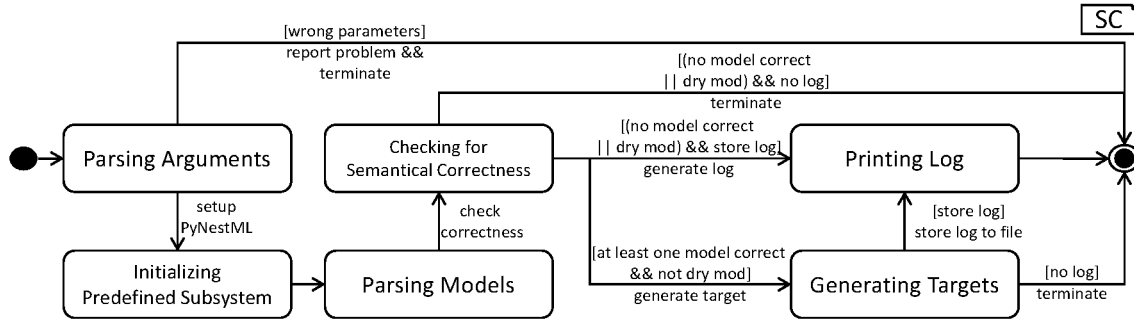 SC
[wrong parameters]
report problem &&
terminate
[(no model correct
|| dry mod) && no log]
terminate
Parsing Arguments
Checking for
Semantical Correctness
[(no model correct
|| dry mod) && store log]
generate log
Printing Log
setup
PyNestML
check
correctness
[store log]
store log to file
Initializing
Predefined Subsystem
Parsing Models
[at least one model correct
&& not dry mod]
generate target
Generating Targets
[no log]
terminate